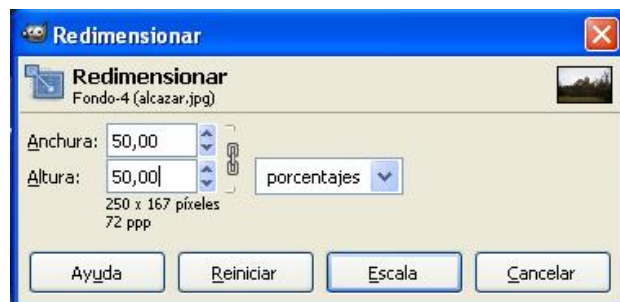 Redimensionar
Redimensionar
Fondo-4 (alcazar.jpg)
Anchura: 50,00
Altura: 50,00 porcentajes
250 x 167 píxeles
72 ppp
Ayuda Reiniciar Escala Cancelar